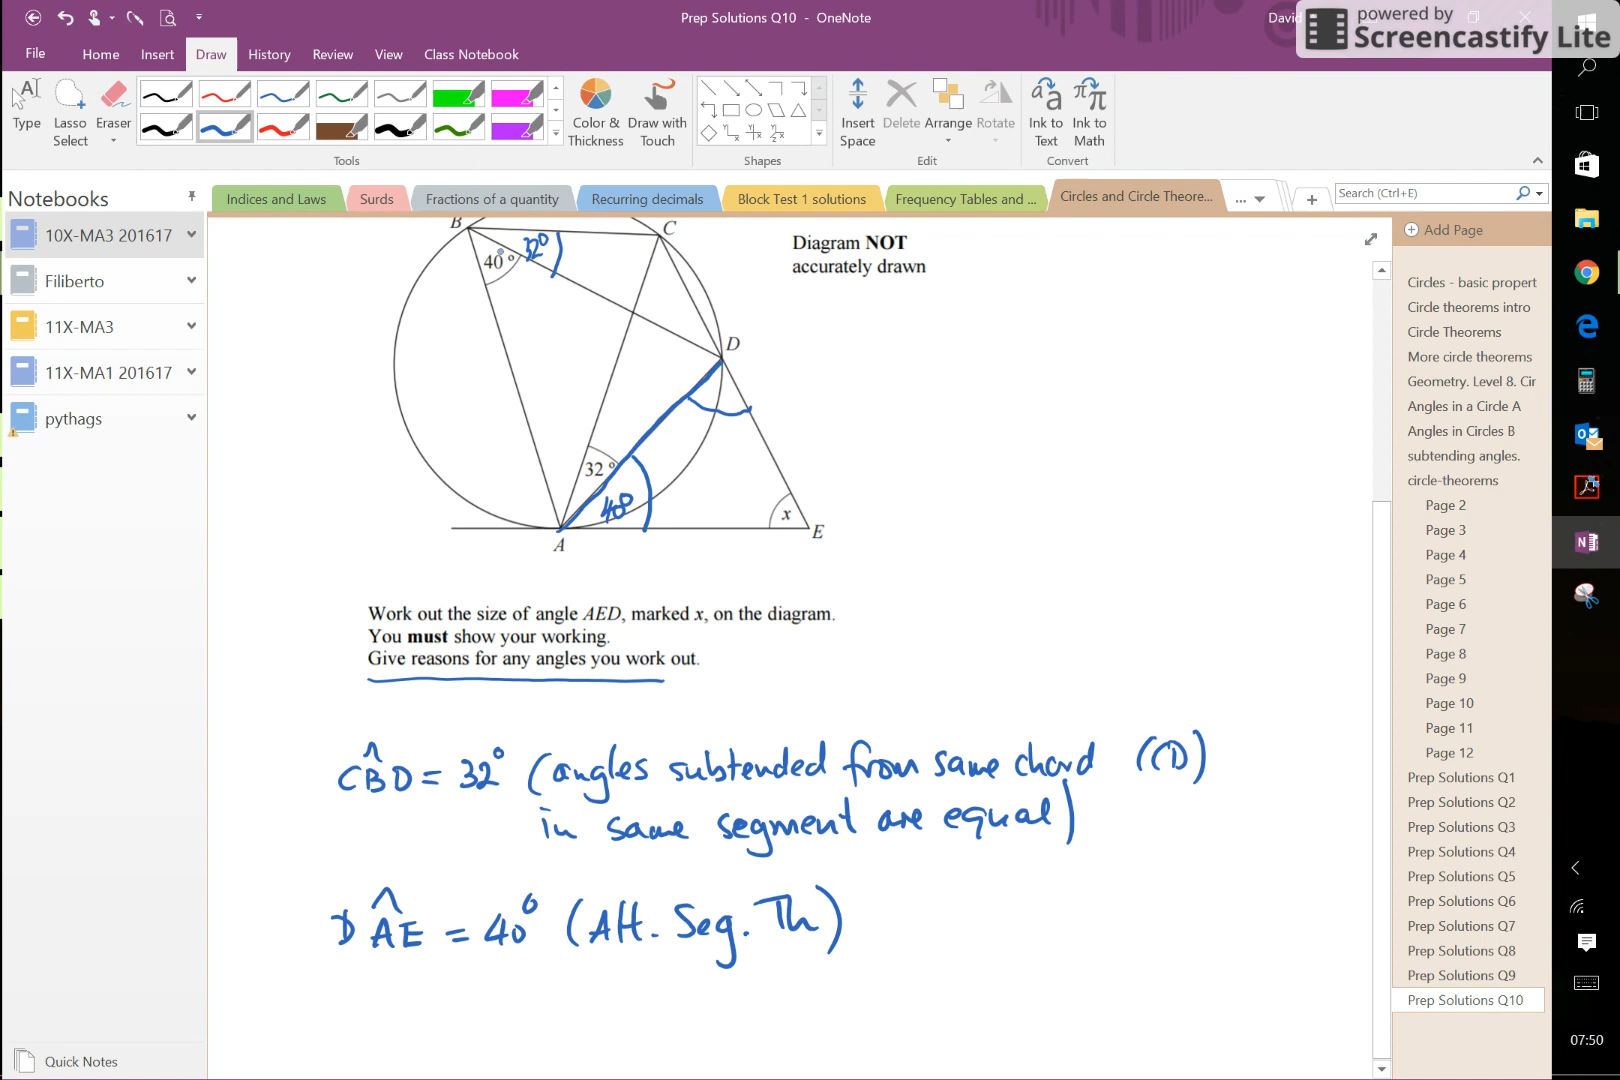 Prep Solutions Q10 - OneNote
David
powered by
Screencastify Lite
File
Home
Insert
Draw
History
Review
View
Class Notebook
Type
Lasso Select
Eraser
Color & Thickness
Draw with Touch
Insert Space
Delete
Arrange
Rotate
Ink to Text
Ink to Math
Tools
Shapes
Edit
Convert
Notebooks
Indices and Laws
Surds
Fractions of a quantity
Recurring decimals
Block Test 1 solutions
Frequency Tables and ...
Circles and Circle Theore...
...
Search (Ctrl+E)
10X-MA3 201617
Filiberto
11X-MA3
11X-MA1 201617
pythags
Quick Notes
B
C
40°
32°
Diagram NOT
accurately drawn
D
32°
40°
x
E
A
Work out the size of angle AED, marked x, on the diagram.
You must show your working.
Give reasons for any angles you work out.
CB̂D = 32° (angles subtended from same chord (CD)
in same segment are equal)
DÂE = 40° (Alt. Seg. Th)
Add Page
Circles - basic propert
Circle theorems intro
Circle Theorems
More circle theorems
Geometry. Level 8. Cir
Angles in a Circle A
Angles in Circles B
subtending angles.
circle-theorems
Page 2
Page 3
Page 4
Page 5
Page 6
Page 7
Page 8
Page 9
Page 10
Page 11
Page 12
Prep Solutions Q1
Prep Solutions Q2
Prep Solutions Q3
Prep Solutions Q4
Prep Solutions Q5
Prep Solutions Q6
Prep Solutions Q7
Prep Solutions Q8
Prep Solutions Q9
Prep Solutions Q10
07:50